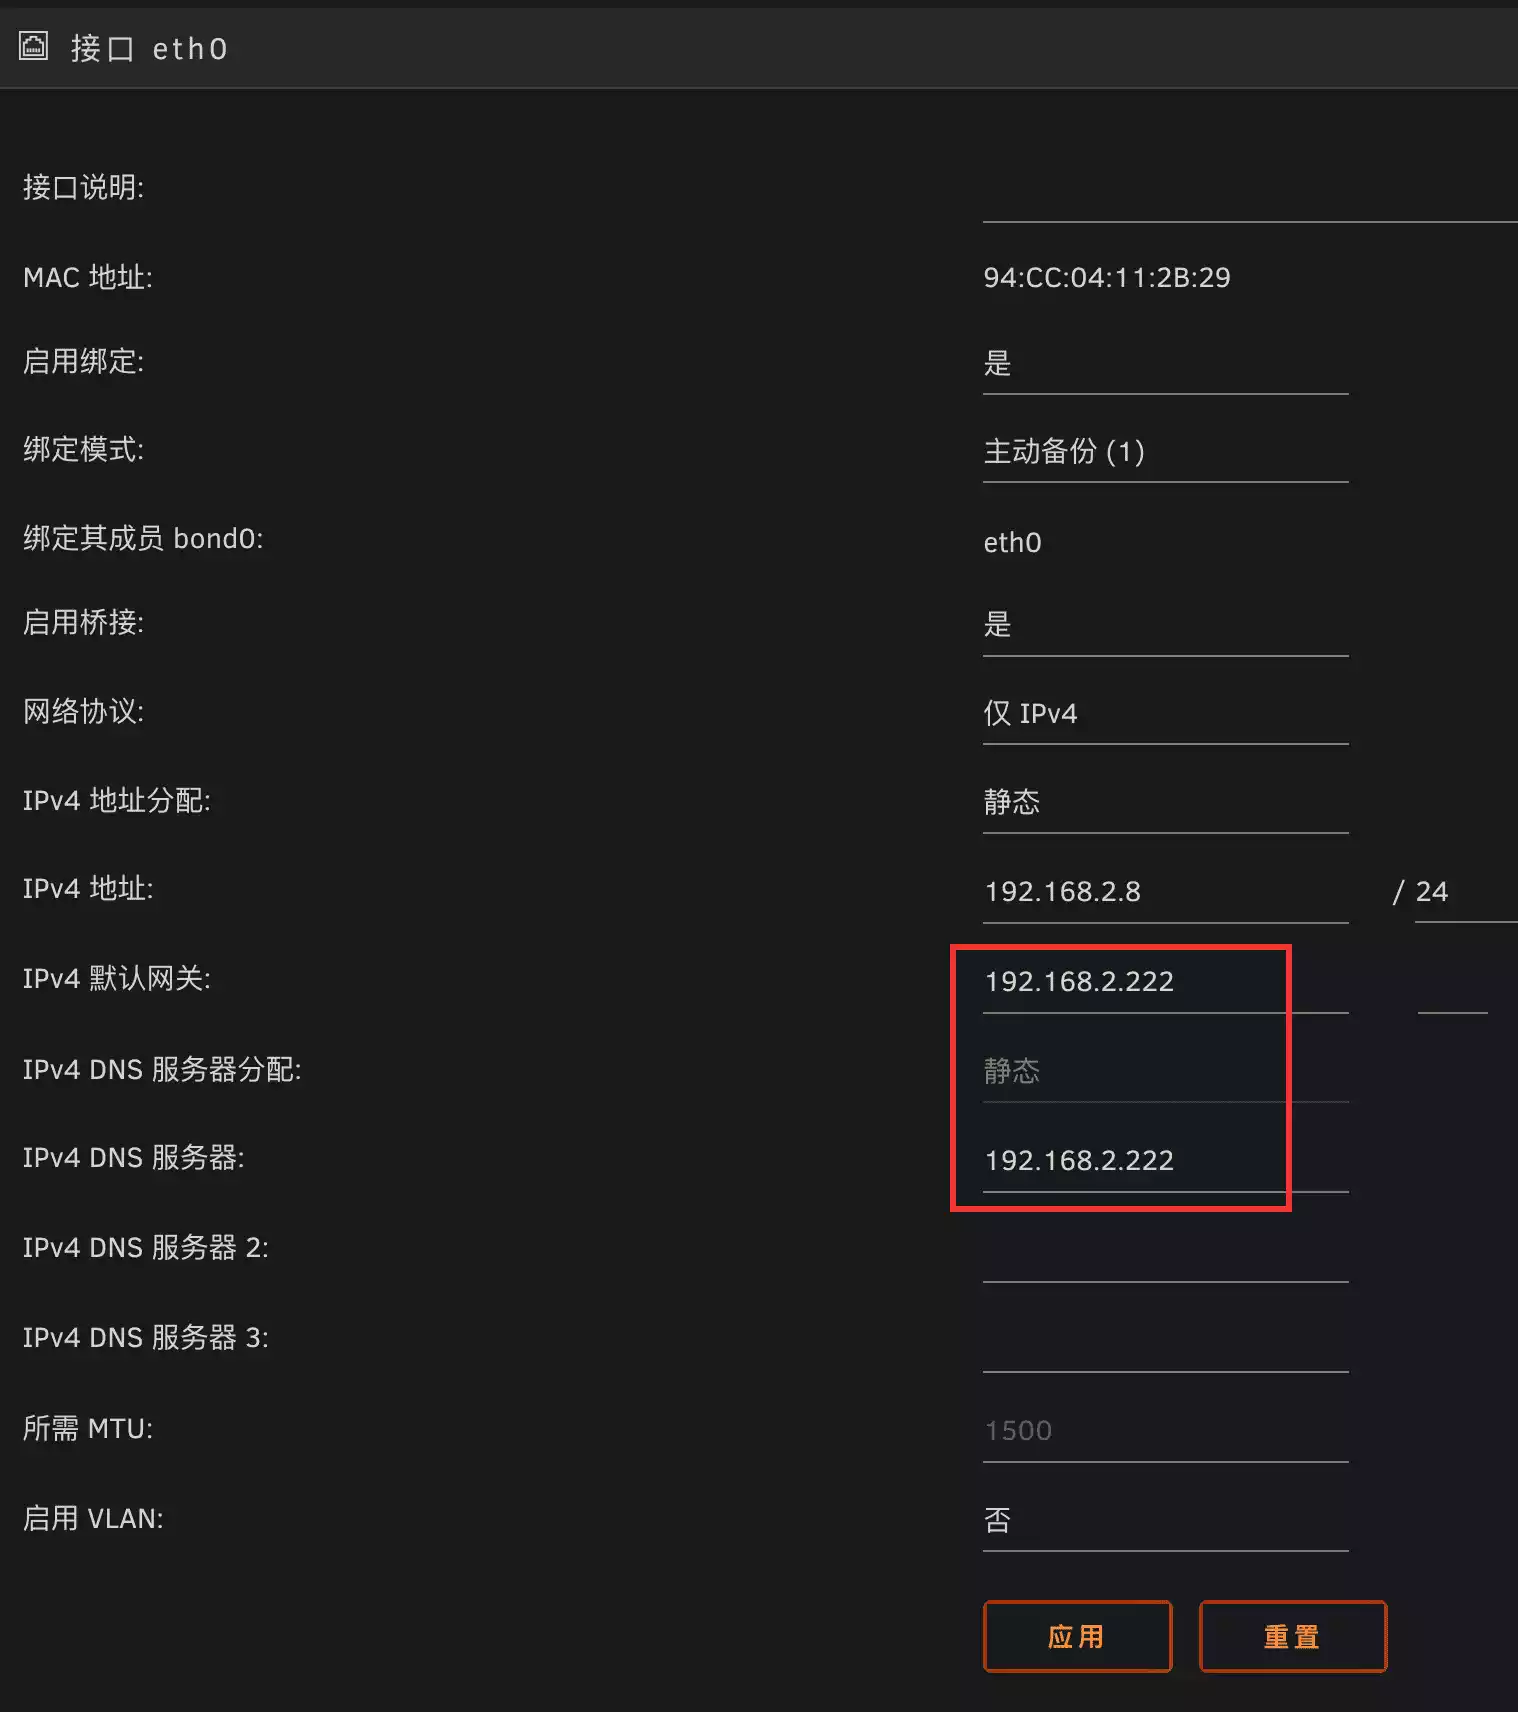 接口 eth0
接口说明:
MAC 地址: 94:CC:04:11:2B:29
启用绑定: 是
绑定模式: 主动备份 (1)
绑定其成员 bond0: eth0
启用桥接: 是
网络协议: 仅 IPv4
IPv4 地址分配: 静态
IPv4 地址: 192.168.2.8 / 24
IPv4 默认网关: 192.168.2.222
IPv4 DNS 服务器分配: 静态
IPv4 DNS 服务器: 192.168.2.222
IPv4 DNS 服务器 2:
IPv4 DNS 服务器 3:
所需 MTU: 1500
启用 VLAN: 否
应用 重置